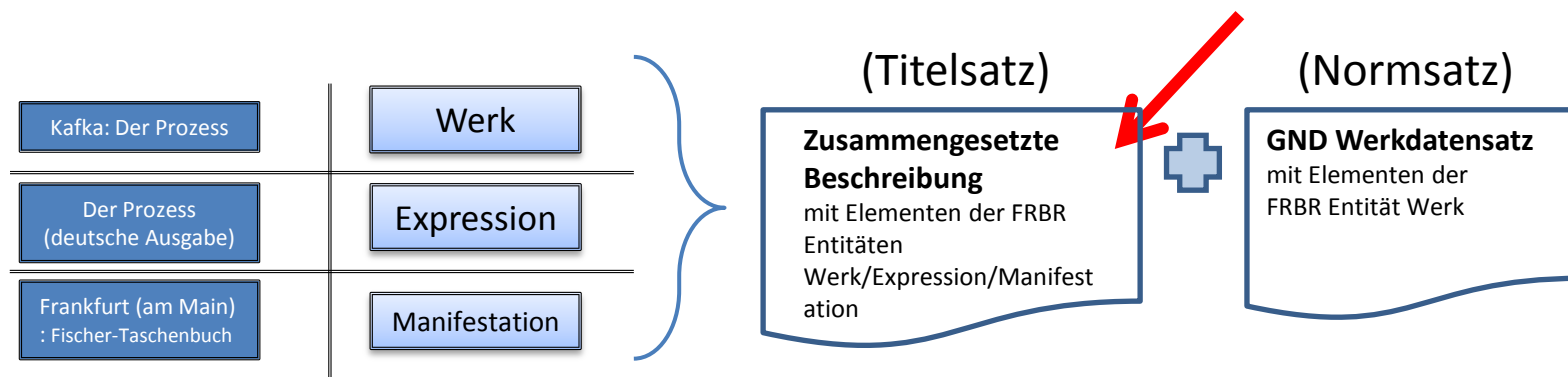 Kafka: Der Prozess
Werk
Der Prozess
(deutsche Ausgabe)
Expression
Frankfurt (am Main)
: Fischer-Taschenbuch
Manifestation
(Titelsatz)
Zusammengesetzte
Beschreibung
mit Elementen der FRBR
Entitäten
Werk/Expression/Manifest
ation
(Normsatz)
GND Werkdatensatz
mit Elementen der
FRBR Entität Werk